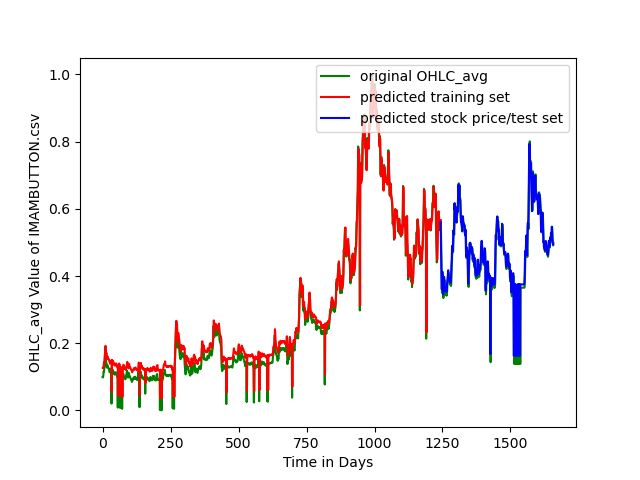 original OHLC_avg
predicted training set
predicted stock price/test set
OHLC_avg Value of IMAMBUTTON.csv
1.0
0.8
0.6
0.4
0.2
0.0
0 250 500 750 1000 1250 1500
Time in Days